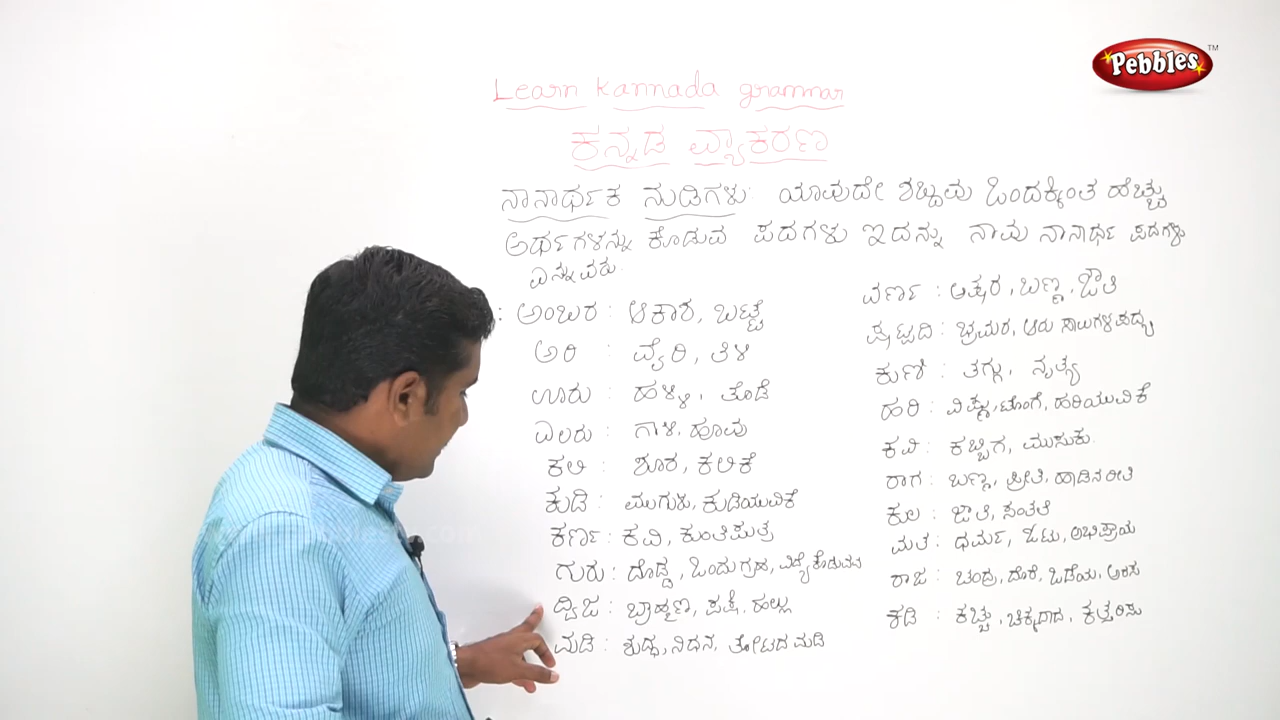 Pebbles TM
Learn kannada grammar
ಕನ್ನಡ ವ್ಯಾಕರಣ
ನಾನಾರ್ಥಕ ನುಡಿಗಳು: ಯಾವುದೇ ಶಬ್ದವು ಒಂದಕ್ಕಿಂತ ಹೆಚ್ಚು
ಅರ್ಥಗಳನ್ನು ಕೊಡುವ ಪದಗಳು ಇದನ್ನು ನಾವು ನಾನಾರ್ಥ ಪದಗಳು
ಎನ್ನುವರು.
: ಅಂಬರ : ಆಕಾಶ, ಬಟ್ಟೆ
ಅರಿ : ವೈರಿ, ತಿಳಿ
ಊರು : ಹಳ್ಳಿ, ತೊಡೆ
ಎಲರು : ಗಾಳಿ, ಹೂವು
ಕಲಿ : ಶೂರ, ಕಲಿಕೆ
ಕುಡಿ : ಮುಗುಳು, ಕುಡಿಯುವಿಕೆ
ಕರ್ಣ : ಕಿವಿ, ಕುಂತಿಪುತ್ರ
ಗುರು : ದೊಡ್ಡ, ಒಂದು ಗ್ರಹ, ವಿದ್ಯೆ ಕೊಡುವವ
ದ್ವಿಜ : ಬ್ರಾಹ್ಮಣ, ಪಕ್ಷಿ, ಹಲ್ಲು
ಮಡಿ : ಶುದ್ಧ, ನಿಧನ, ತೋಟದ ಮಡಿ
ವರ್ಣ : ಅಕ್ಷರ, ಬಣ್ಣ, ಜಾತಿ
ಷಟ್ಪದಿ : ಭ್ರಮರ, ಆರು ಸಾಲುಗಳ ಪದ್ಯ
ಕುಣಿ : ತಗ್ಗು, ನೃತ್ಯ
ಹರಿ : ವಿಷ್ಣು, ಟೊಂಗೆ, ಹರಿಯುವಿಕೆ
ಕವಿ : ಕಬ್ಬಿಗ, ಮುಸುಕು.
ರಾಗ : ಬಣ್ಣ, ಪ್ರೀತಿ, ಹಾಡಿನ ರೀತಿ
ಕುಲ : ಜಾತಿ, ಸಂತತಿ
ಮತ : ಧರ್ಮ, ಓಟು, ಅಭಿಪ್ರಾಯ
ರಾಜ : ಚಂದ್ರ, ದೊರೆ, ಒಡೆಯ, ಅರಸ
ಕಡಿ : ಕಚ್ಚು, ಚಿಕ್ಕದಾದ, ಕತ್ತರಿಸು